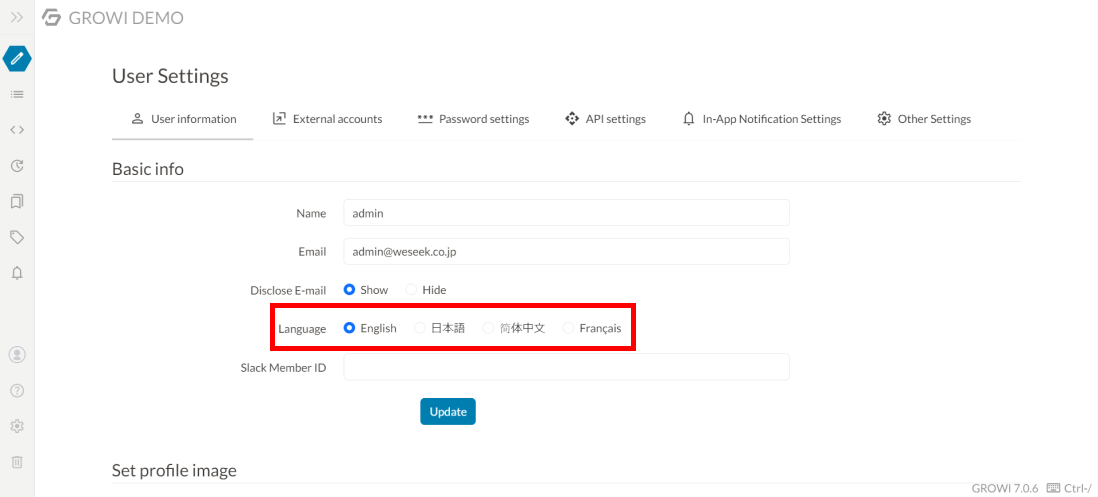 GROWI DEMO
User Settings
User information External accounts Password settings API settings In-App Notification Settings Other Settings
Basic info
Name admin
Email admin@weseek.co.jp
Disclose E-mail Show Hide
Language English 日本語 简体中文 Français
Slack Member ID
Update
Set profile image
GROWI 7.0.6 Ctrl-/